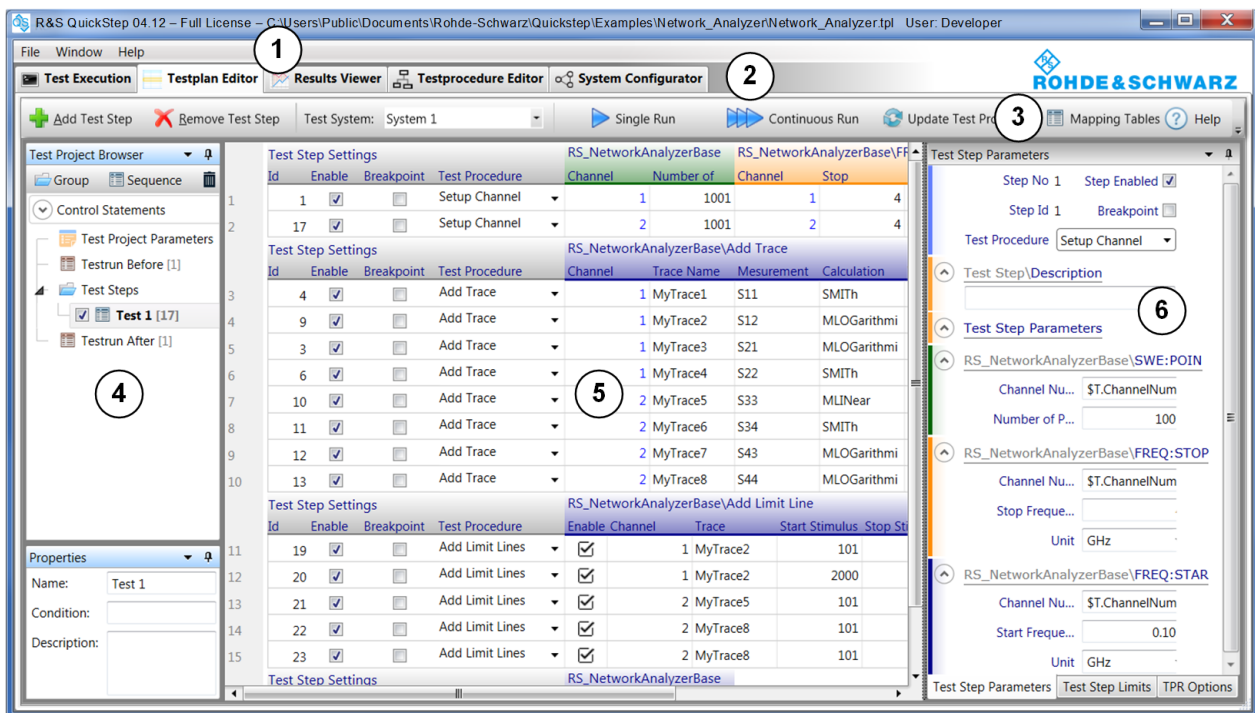 R&S QuickStep 04.12 – Full License – C:\Users\Public\Documents\Rohde-Schwarz\Quickstep\Examples\Network_Analyzer\Network_Analyzer.tpl User: Developer
File Window Help
1
ROHDE&SCHWARZ
Test Execution Testplan Editor Results Viewer Testprocedure Editor System Configurator
2
Add Test Step Remove Test Step Test System: System 1 Single Run Continuous Run Update Test Pro
3
Mapping Tables Help
Test Project Browser
Group Sequence
Control Statements
Test Project Parameters
Testrun Before [1]
Test Steps
Test 1 [17]
Testrun After [1]
4
Properties
Name: Test 1
Condition:
Description:
Test Step Settings RS_NetworkAnalyzerBase RS_NetworkAnalyzerBase\FR
Id Enable Breakpoint Test Procedure Channel Number of Channel Stop
1 1 Setup Channel 1 1001 1 4
2 17 Setup Channel 2 1001 2 4
Test Step Settings RS_NetworkAnalyzerBase\Add Trace
Id Enable Breakpoint Test Procedure Channel Trace Name Mesurement Calculation
3 4 Add Trace 1 MyTrace1 S11 SMITh
4 9 Add Trace 1 MyTrace2 S12 MLOGarithmi
5 3 Add Trace 1 MyTrace3 S21 MLOGarithmi
6 6 Add Trace 1 MyTrace4 S22 SMITh
7 10 Add Trace 2 MyTrace5 S33 MLINear
8 11 Add Trace 2 MyTrace6 S34 SMITh
9 12 Add Trace 2 MyTrace7 S43 MLOGarithmi
10 13 Add Trace 2 MyTrace8 S44 MLOGarithmi
5
Test Step Settings RS_NetworkAnalyzerBase\Add Limit Line
Id Enable Breakpoint Test Procedure Enable Channel Trace Start Stimulus Stop Sti
11 19 Add Limit Lines 1 MyTrace2 101
12 20 Add Limit Lines 1 MyTrace2 2000
13 21 Add Limit Lines 2 MyTrace5 101
14 22 Add Limit Lines 2 MyTrace8 101
15 23 Add Limit Lines 2 MyTrace8 101
Test Step Settings RS_NetworkAnalyzerBase
Test Step Parameters
Step No 1 Step Enabled
Step Id 1 Breakpoint
Test Procedure Setup Channel
Test Step\Description
6
Test Step Parameters
RS_NetworkAnalyzerBase\SWE:POIN
Channel Nu... $T.ChannelNum
Number of P... 100
RS_NetworkAnalyzerBase\FREQ:STOP
Channel Nu... $T.ChannelNum
Stop Freque...
Unit GHz
RS_NetworkAnalyzerBase\FREQ:STAR
Channel Nu... $T.ChannelNum
Start Freque... 0.10
Unit GHz
Test Step Parameters Test Step Limits TPR Options